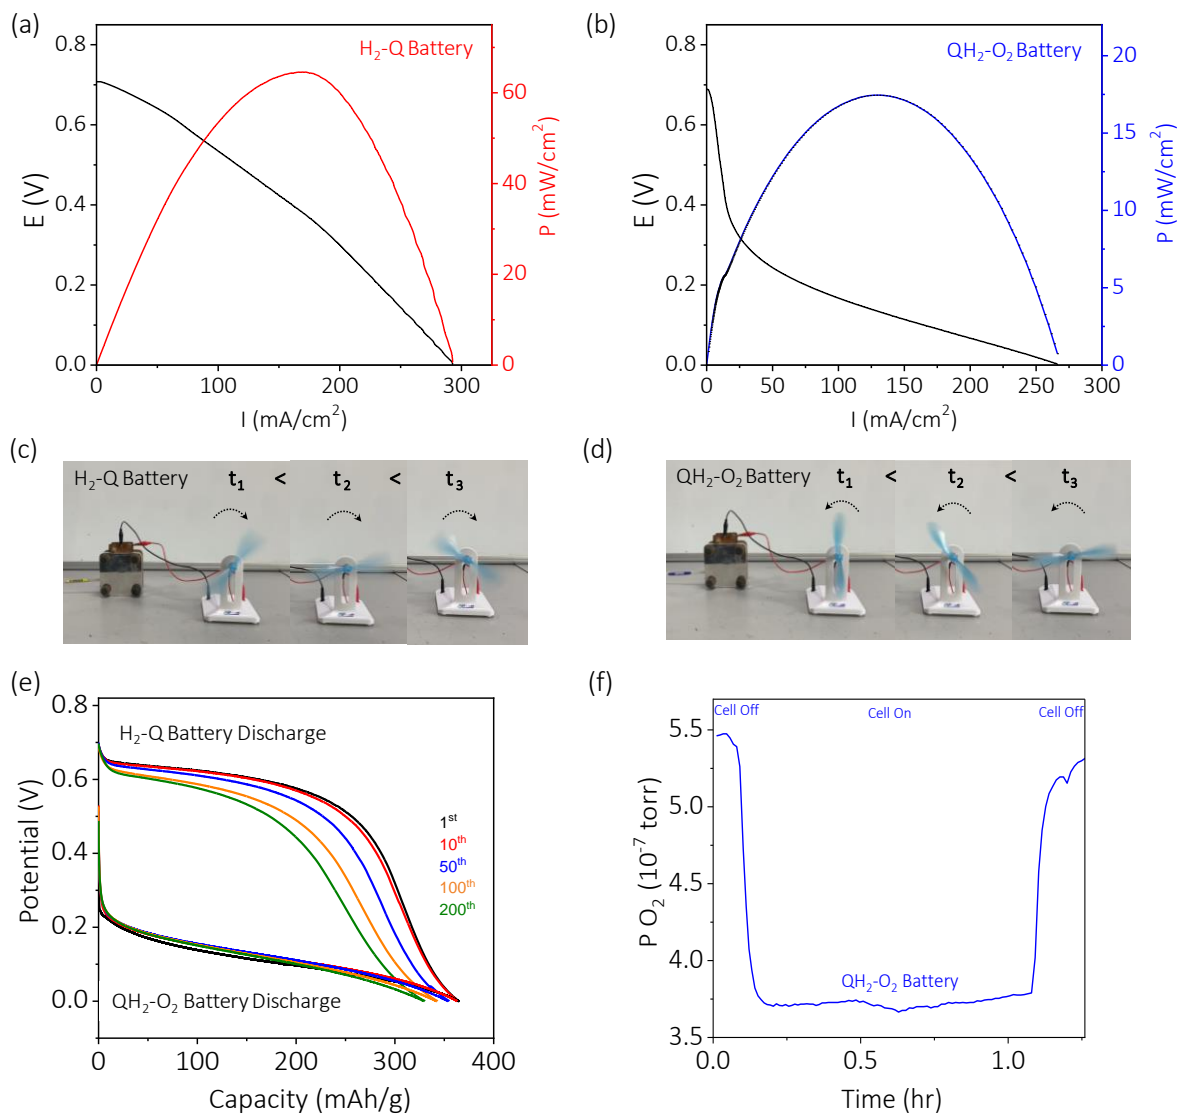 (a)
H₂-Q Battery
0.8
0.6
0.4
0.2
0.0
E (V)
60
40
20
0
P (mW/cm²)
0 100 200 300
I (mA/cm²)
(b)
QH₂-O₂ Battery
0.8
0.6
0.4
0.2
0.0
E (V)
20
15
10
5
0
P (mW/cm²)
0 50 100 150 200 250 300
I (mA/cm²)
(c)
H₂-Q Battery t₁ < t₂ < t₃
(d)
QH₂-O₂ Battery t₁ < t₂ < t₃
(e)
H₂-Q Battery Discharge
0.8
0.6
0.4
0.2
0.0
Potential (V)
1st
10th
50th
100th
200th
QH₂-O₂ Battery Discharge
0 100 200 300 400
Capacity (mAh/g)
(f)
Cell Off Cell On Cell Off
5.5
5.0
4.5
4.0
3.5
P O₂ (10⁻⁷ torr)
QH₂-O₂ Battery
0.0 0.5 1.0
Time (hr)